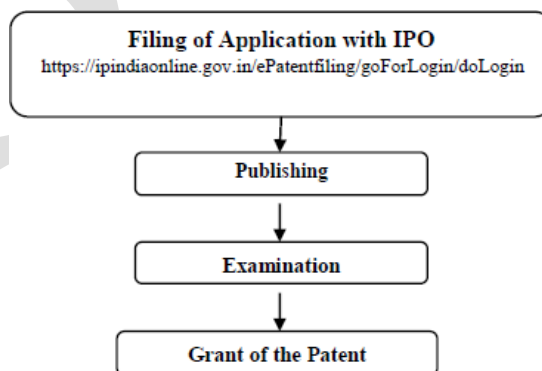 Filing of Application with IPO
https://ipindiaonline.gov.in/ePatentfiling/goForLogin/doLogin
Publishing
Examination
Grant of the Patent